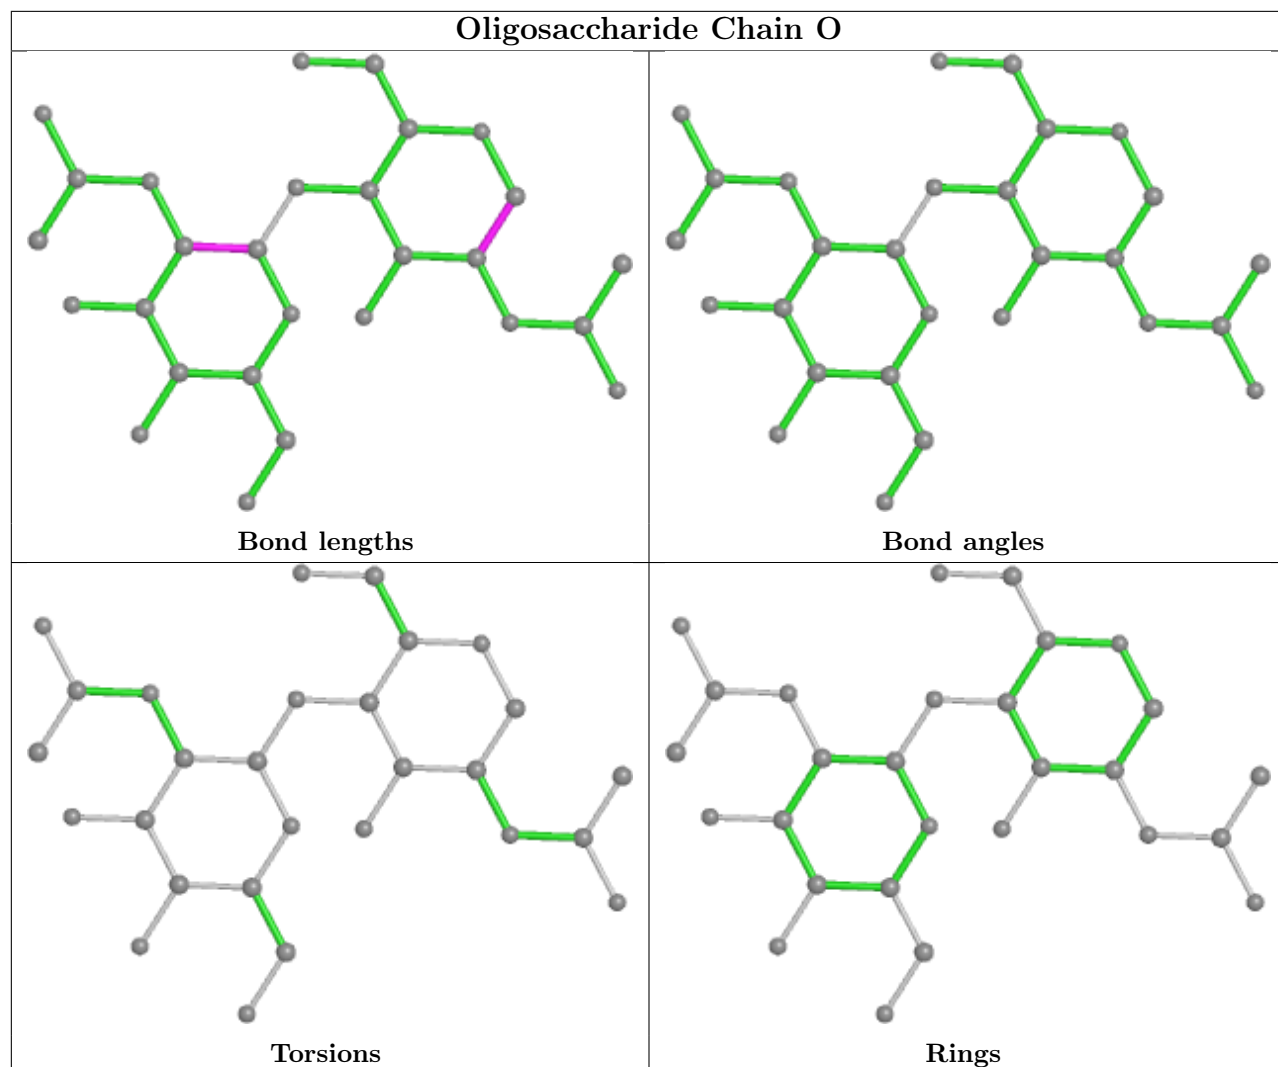 Oligosaccharide Chain O
Bond lengths
Bond angles
Torsions
Rings